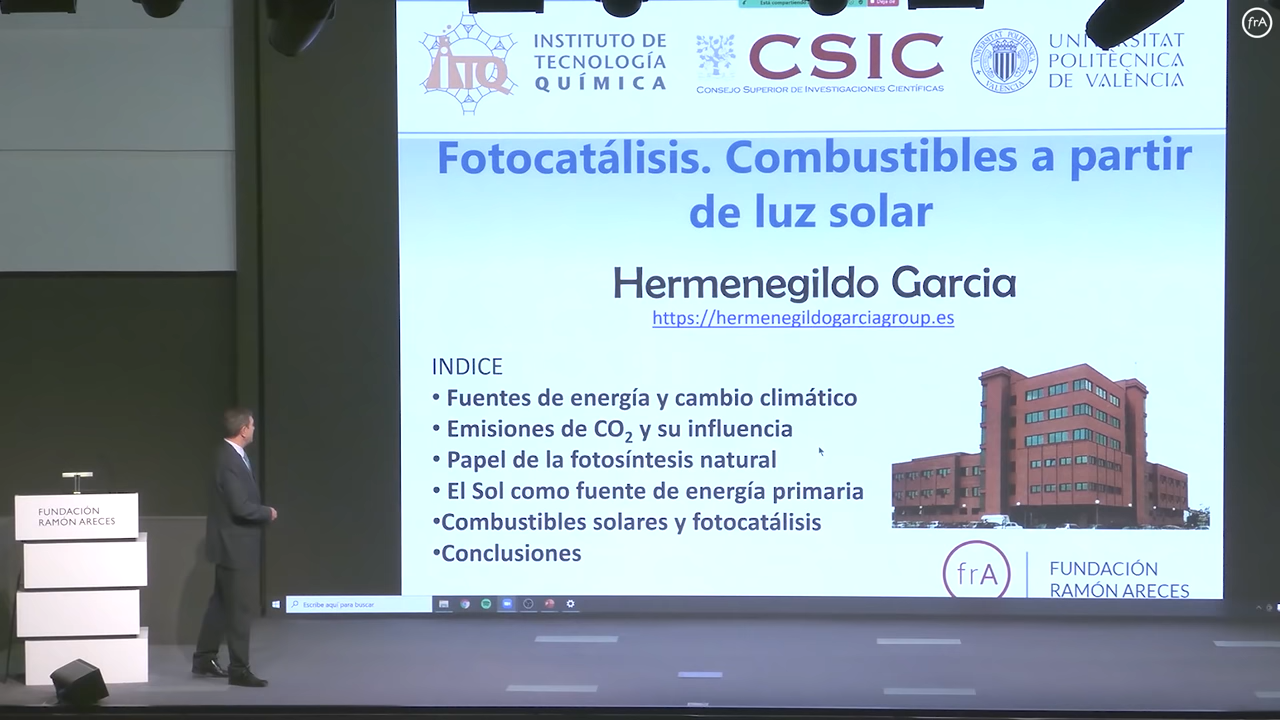 Está compartiendo
frA
ITQ
INSTITUTO DE
TECNOLOGÍA
QUÍMICA
CSIC
CONSEJO SUPERIOR DE INVESTIGACIONES CIENTÍFICAS
UNIVERSITAT
POLITÈCNICA
DE VALÈNCIA
Fotocatálisis. Combustibles a partir
de luz solar
Hermenegildo Garcia
https://hermenegildogarciagroup.es
INDICE
• Fuentes de energía y cambio climático
• Emisiones de CO₂ y su influencia
• Papel de la fotosíntesis natural
• El Sol como fuente de energía primaria
•Combustibles solares y fotocatálisis
•Conclusiones
frA
FUNDACIÓN
RAMÓN ARECES
FUNDACIÓN
RAMÓN ARECES
Escribe aquí para buscar